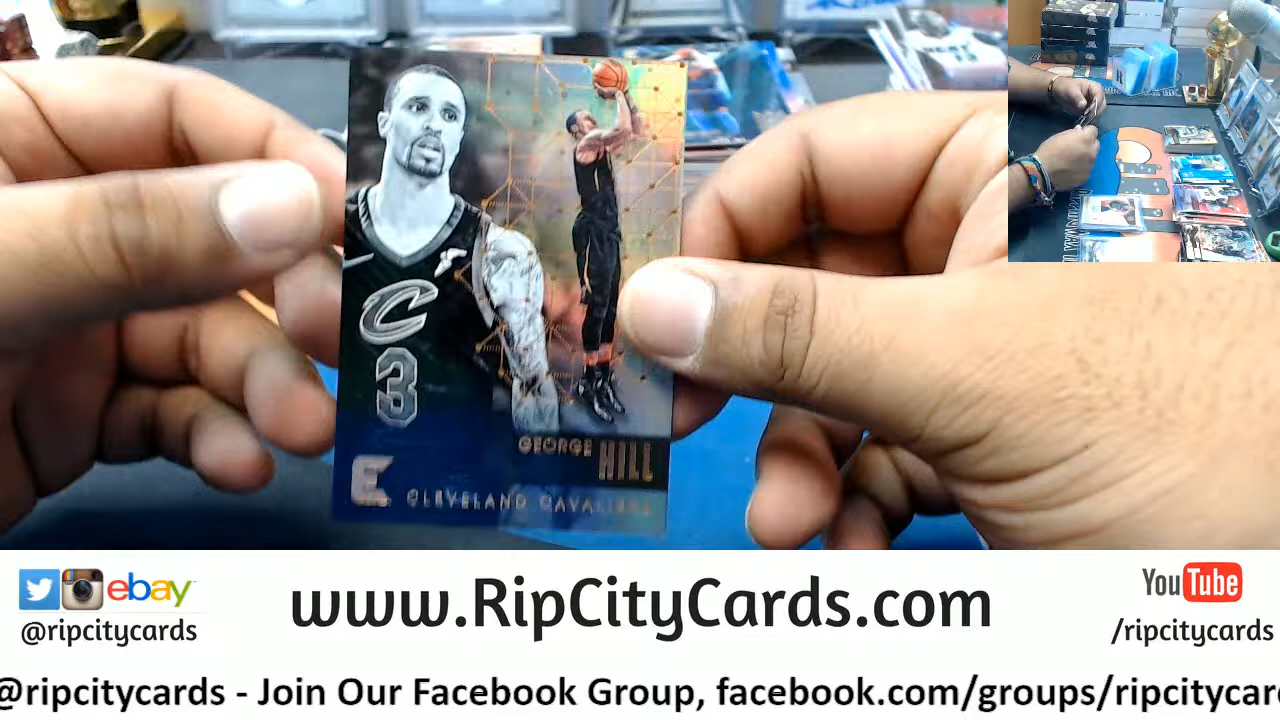 C
3
GEORGE
HILL
E
CLEVELAND CAVALIERS
ebay
@ripcitycards
www.RipCityCards.com
YouTube
/ripcitycards
@ripcitycards - Join Our Facebook Group, facebook.com/groups/ripcitycar